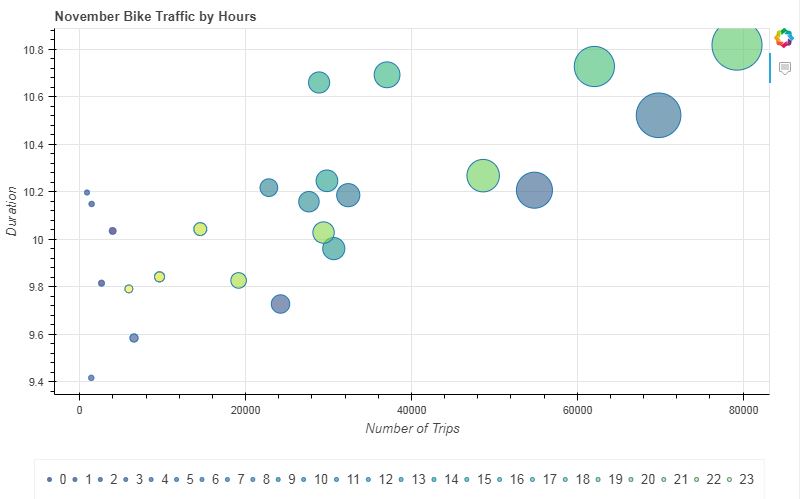 November Bike Traffic by Hours
10.8
10.6
10.4
10.2
10
9.8
9.6
9.4
Duration
0 20000 40000 60000 80000
Number of Trips
0 1 2 3 4 5 6 7 8 9 10 11 12 13 14 15 16 17 18 19 20 21 22 23